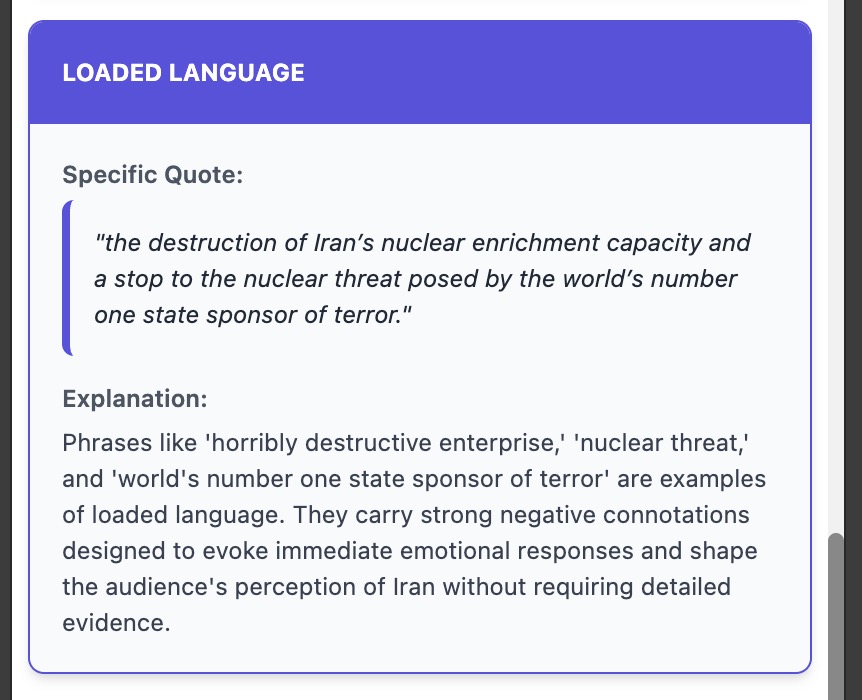 LOADED LANGUAGE
Specific Quote:
"the destruction of Iran’s nuclear enrichment capacity and
a stop to the nuclear threat posed by the world’s number
one state sponsor of terror."
Explanation:
Phrases like 'horribly destructive enterprise,' 'nuclear threat,'
and 'world's number one state sponsor of terror' are examples
of loaded language. They carry strong negative connotations
designed to evoke immediate emotional responses and shape
the audience's perception of Iran without requiring detailed
evidence.